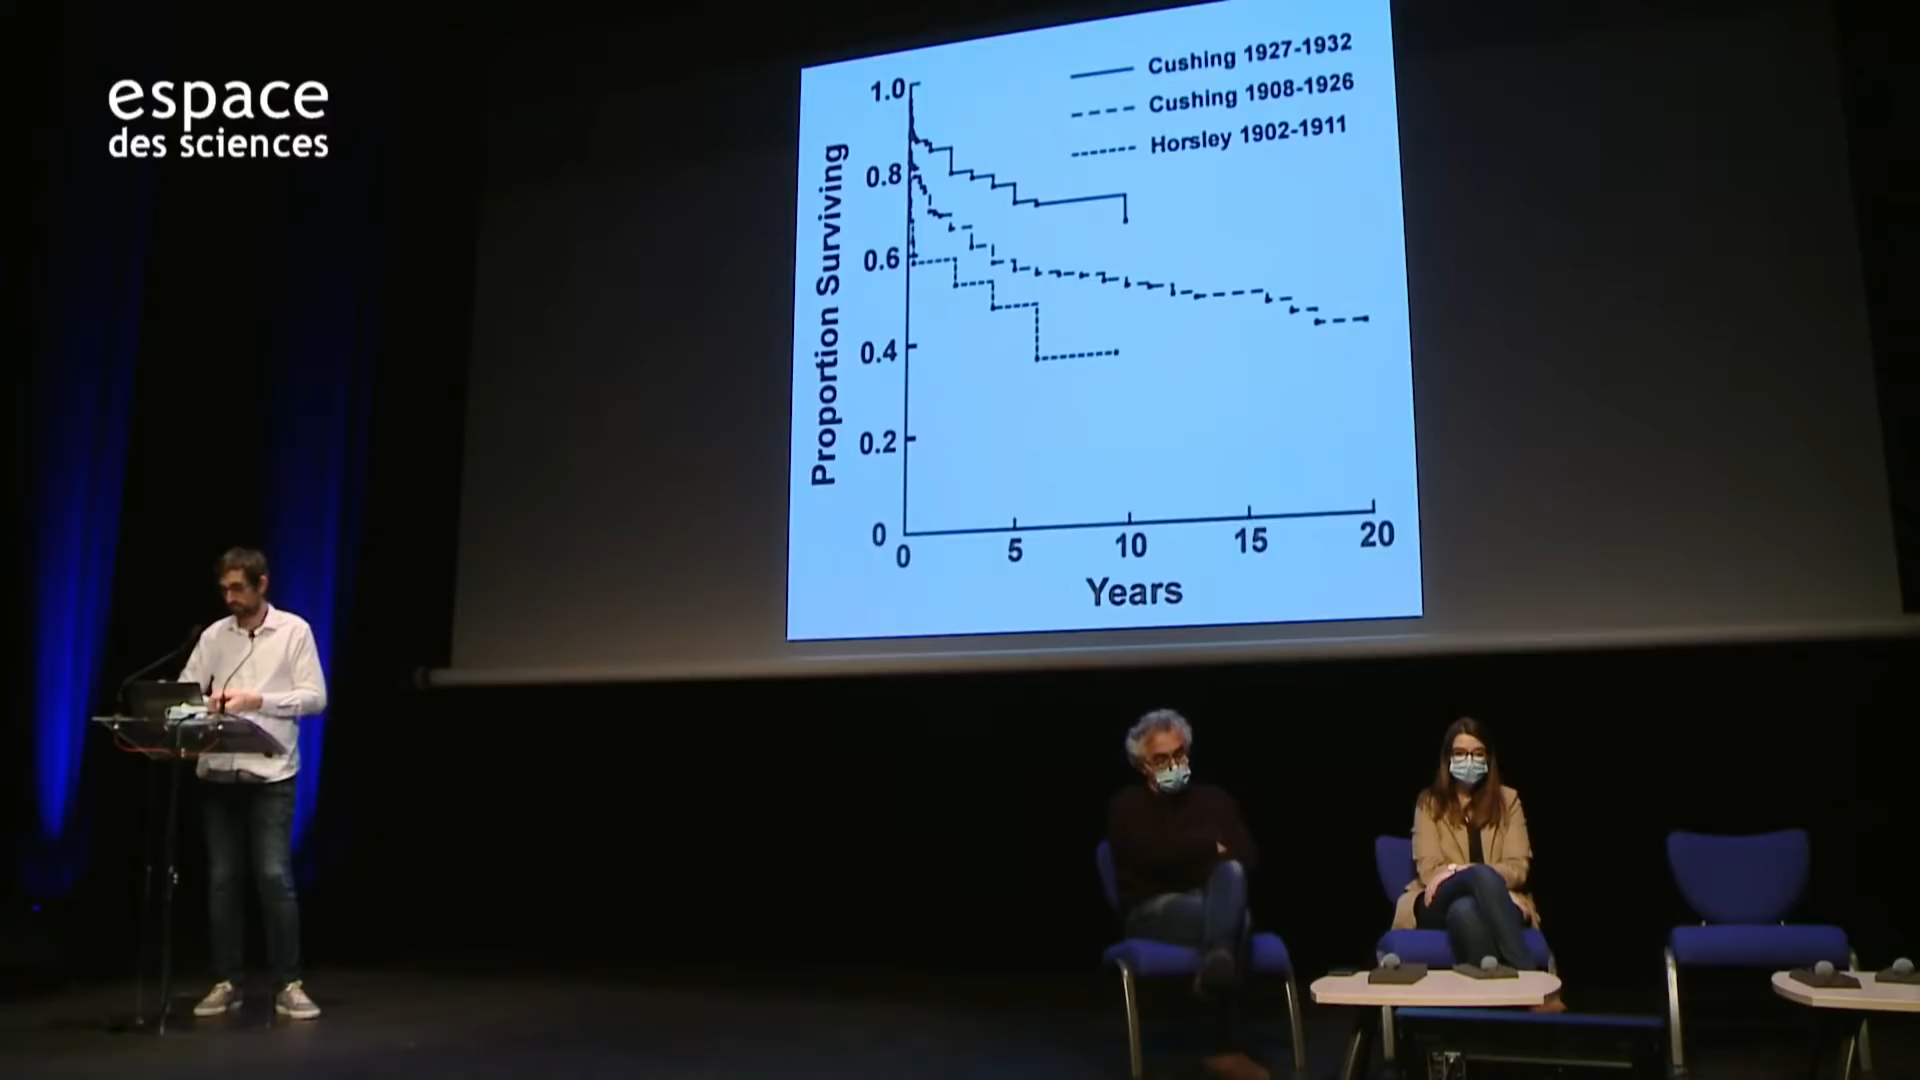 espace
des sciences
Cushing 1927-1932
Cushing 1908-1926
Horsley 1902-1911
Proportion Surviving
1.0
0.8
0.6
0.4
0.2
0
0 5 10 15 20
Years